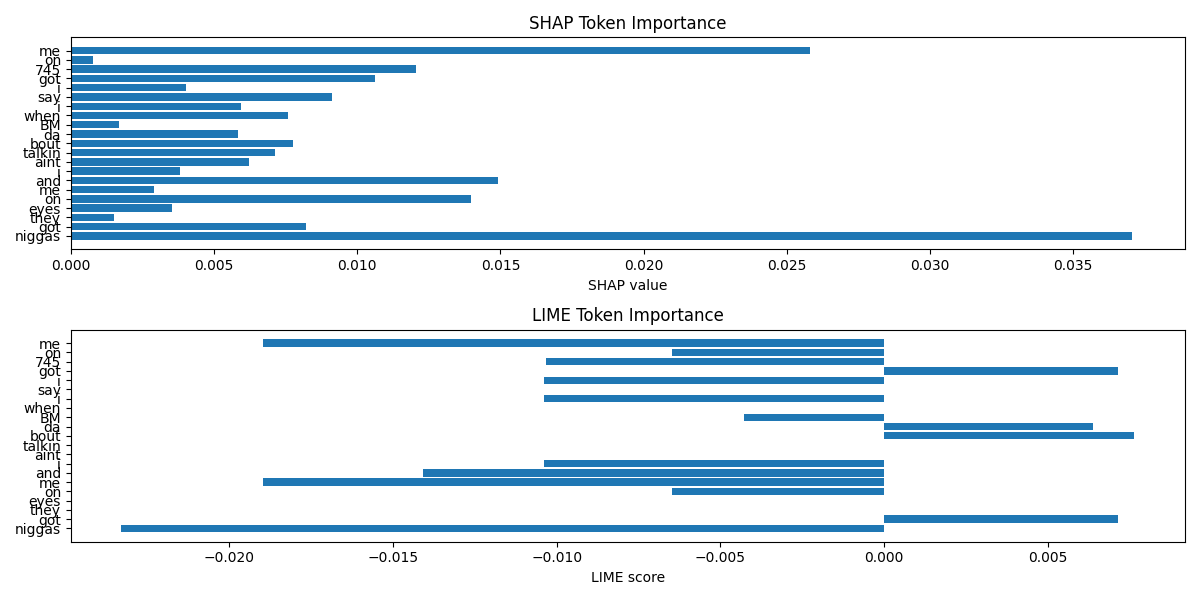 SHAP Token Importance
me
on
745
got
i
say
i
when
BM
da
bout
talkin
aint
i
and
me
on
eyes
they
got
niggas
0.000 0.005 0.010 0.015 0.020 0.025 0.030 0.035
SHAP value
LIME Token Importance
me
on
745
got
i
say
i
when
BM
da
bout
talkin
aint
i
and
me
on
eyes
they
got
niggas
−0.020 −0.015 −0.010 −0.005 0.000 0.005
LIME score